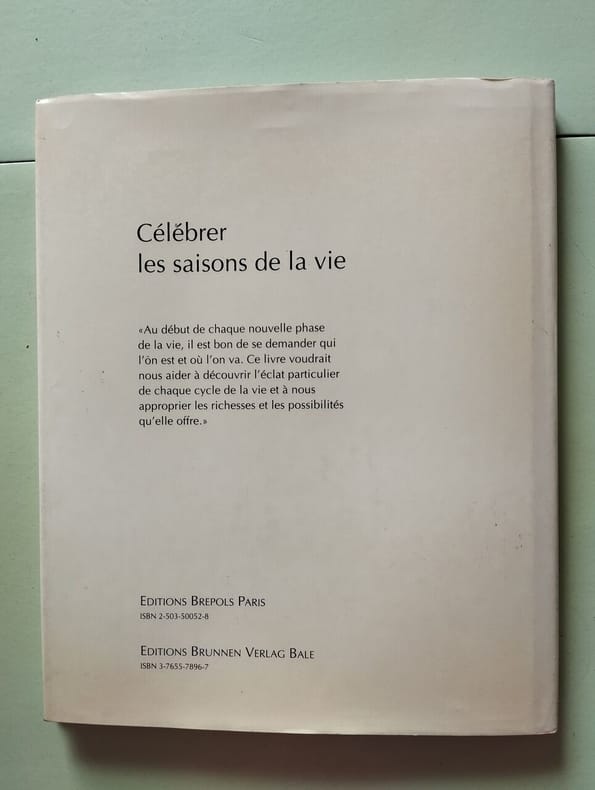 Célébrer
les saisons de la vie
«Au début de chaque nouvelle phase
de la vie, il est bon de se demander qui
l'ôn est et où l'on va. Ce livre voudrait
nous aider à découvrir l'éclat particulier
de chaque cycle de la vie et à nous
approprier les richesses et les possibilités
qu'elle offre.»
EDITIONS BREPOLS PARIS
ISBN 2-503-50052-8
EDITIONS BRUNNEN VERLAG BALE
ISBN 3-7655-7896-7